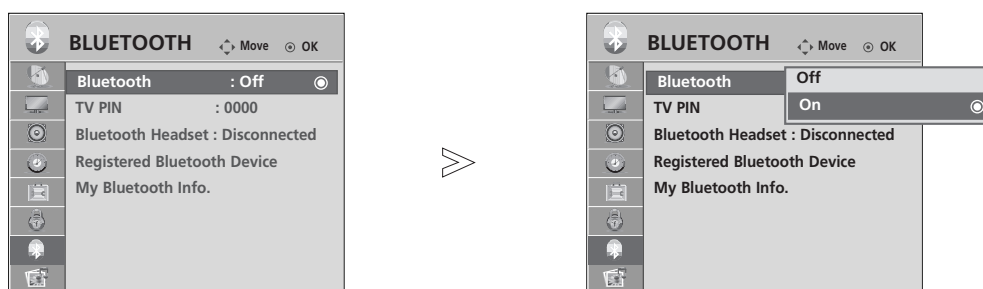 BLUETOOTH Move OK
Bluetooth : Off
TV PIN : 0000
Bluetooth Headset : Disconnected
Registered Bluetooth Device
My Bluetooth Info.
BLUETOOTH Move OK
Bluetooth Off
On
TV PIN
Bluetooth Headset : Disconnected
Registered Bluetooth Device
My Bluetooth Info.